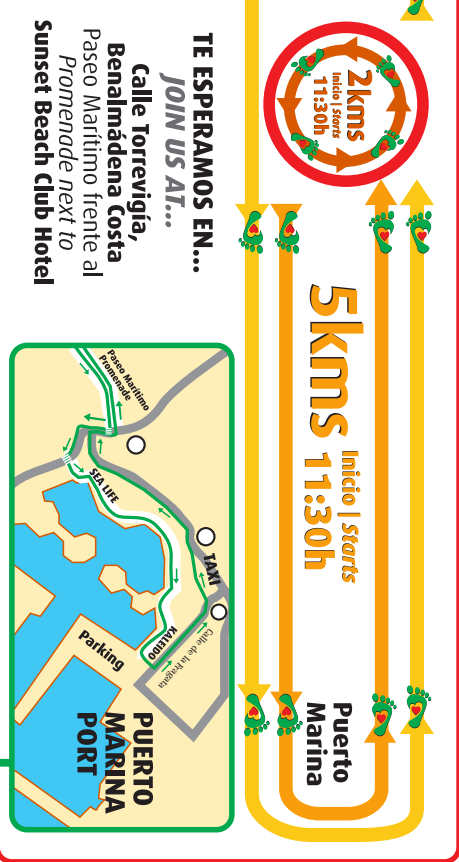 2kms
Inicio | Starts
11:30h
5kms Inicio | Starts
11:30h
Puerto
Marina
TE ESPERAMOS EN...
JOIN US AT...
Calle Torrevigía,
Benalmádena Costa
Paseo Marítimo frente al
Promenade next to
Sunset Beach Club Hotel
Paseo Marítimo
Promenade
SEA LIFE
TAXI
KALEIDO
Calle de la Fragata
Parking
PUERTO
MARINA
PORT